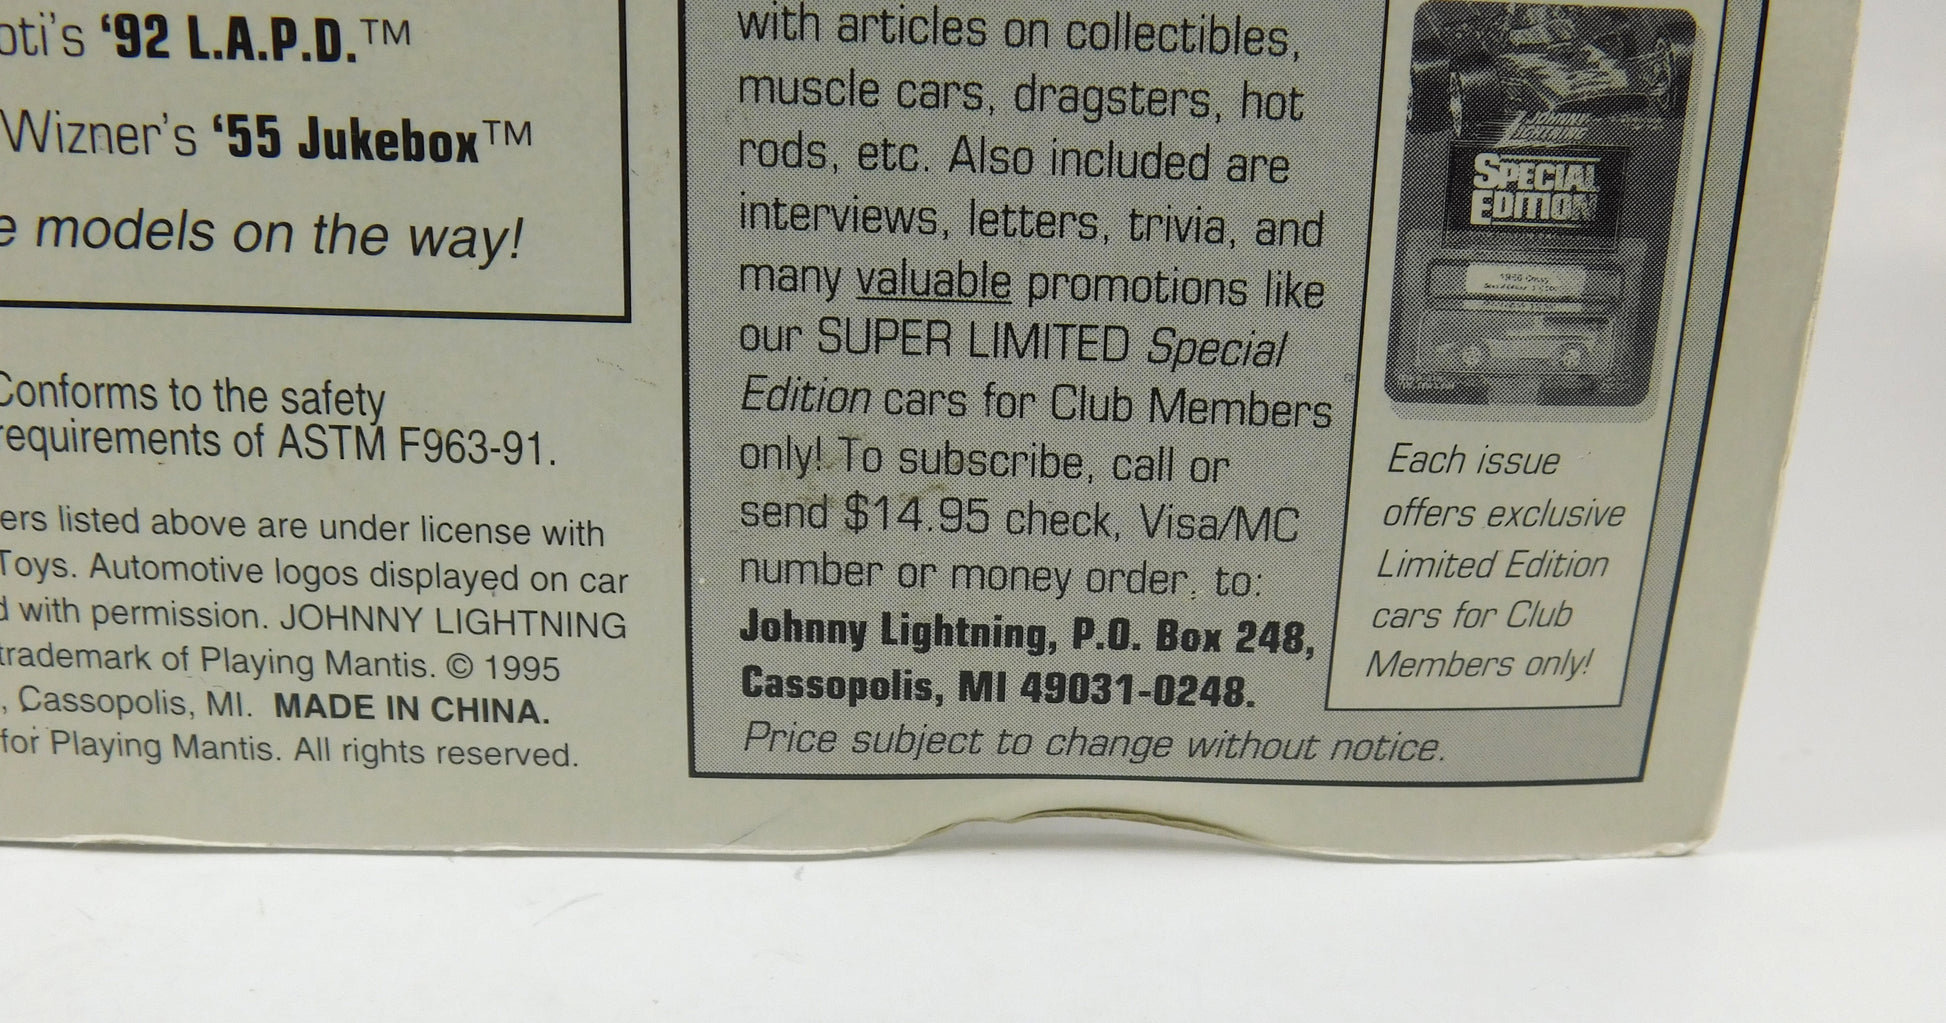 oti's '92 L.A.P.D.™
Wizner's '55 Jukebox™
e models on the way!
Conforms to the safety
requirements of ASTM F963-91.
ers listed above are under license with
Toys. Automotive logos displayed on car
d with permission. JOHNNY LIGHTNING
trademark of Playing Mantis. © 1995
, Cassopolis, MI. MADE IN CHINA.
for Playing Mantis. All rights reserved.
with articles on collectibles,
muscle cars, dragsters, hot
rods, etc. Also included are
interviews, letters, trivia, and
many valuable promotions like
our SUPER LIMITED Special
Edition cars for Club Members
only! To subscribe, call or
send $14.95 check, Visa/MC
number or money order, to:
Johnny Lightning, P.O. Box 248,
Cassopolis, MI 49031-0248.
Price subject to change without notice.
JOHNNY
LIGHTNING
SPECIAL
EDITION
Each issue
offers exclusive
Limited Edition
cars for Club
Members only!